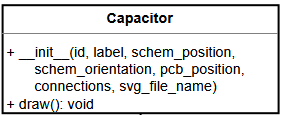 Capacitor
+ __init__(id, label, schem_position,
schem_orientation, pcb_position,
connections, svg_file_name)
+ draw(): void